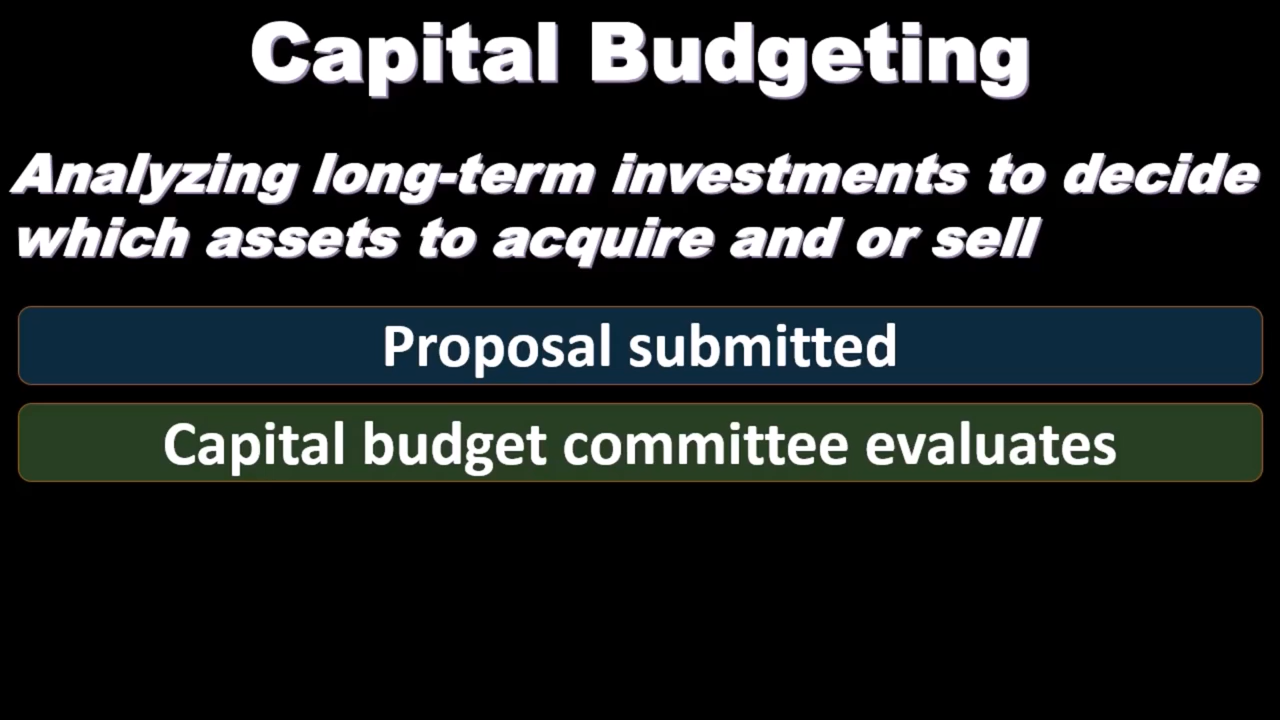 Capital Budgeting
Analyzing long-term investments to decide
which assets to acquire and or sell
Proposal submitted
Capital budget committee evaluates